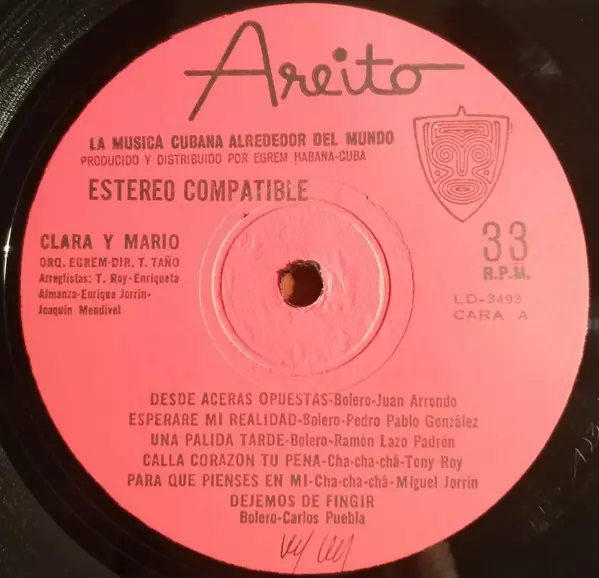 Areito
LA MUSICA CUBANA ALREDEDOR DEL MUNDO
PRODUCIDO Y DISTRIBUIDO POR EGREM HABANA-CUBA
ESTEREO COMPATIBLE
CLARA Y MARIO
ORQ. EGREM-DIR. T. TAÑO
Arreglistas: T. Roy-Enriqueta
Almanza-Enrique Jorrín-
Joaquín Mendível
33
R.P.M.
LD-3493
CARA A
DESDE ACERAS OPUESTAS-Bolero-Juan Arrondo
ESPERARE MI REALIDAD-Bolero-Pedro Pablo González
UNA PALIDA TARDE-Bolero-Ramón Lazo Padrón
CALLA CORAZON TU PENA-Cha-cha-chá-Tony Roy
PARA QUE PIENSES EN MI-Cha-cha-chá-Miguel Jorrín
DEJEMOS DE FINGIR
Bolero-Carlos Puebla